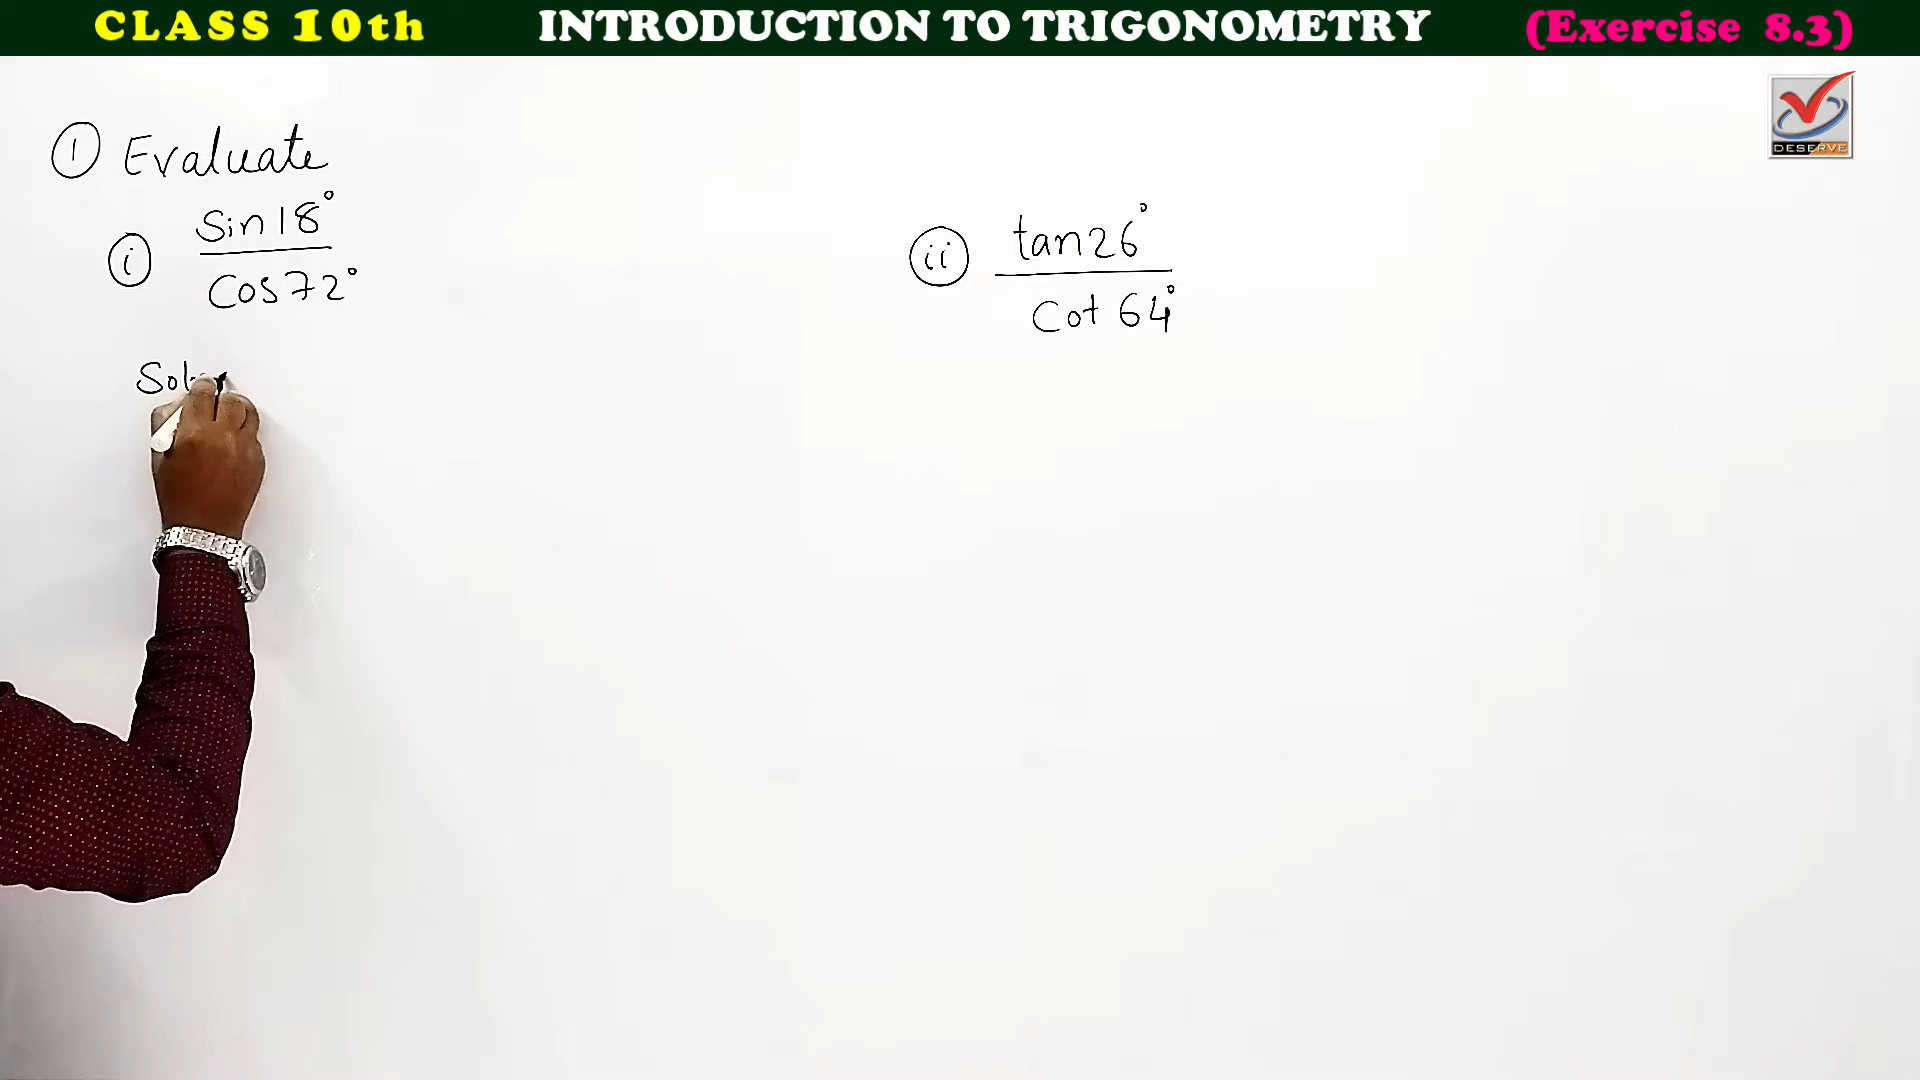 CLASS 10th INTRODUCTION TO TRIGONOMETRY (Exercise 8.3)
DESERVE
① Evaluate
ⓘ Sin18°
Cos72°
ⓘⓘ tan26°
Cot 64°